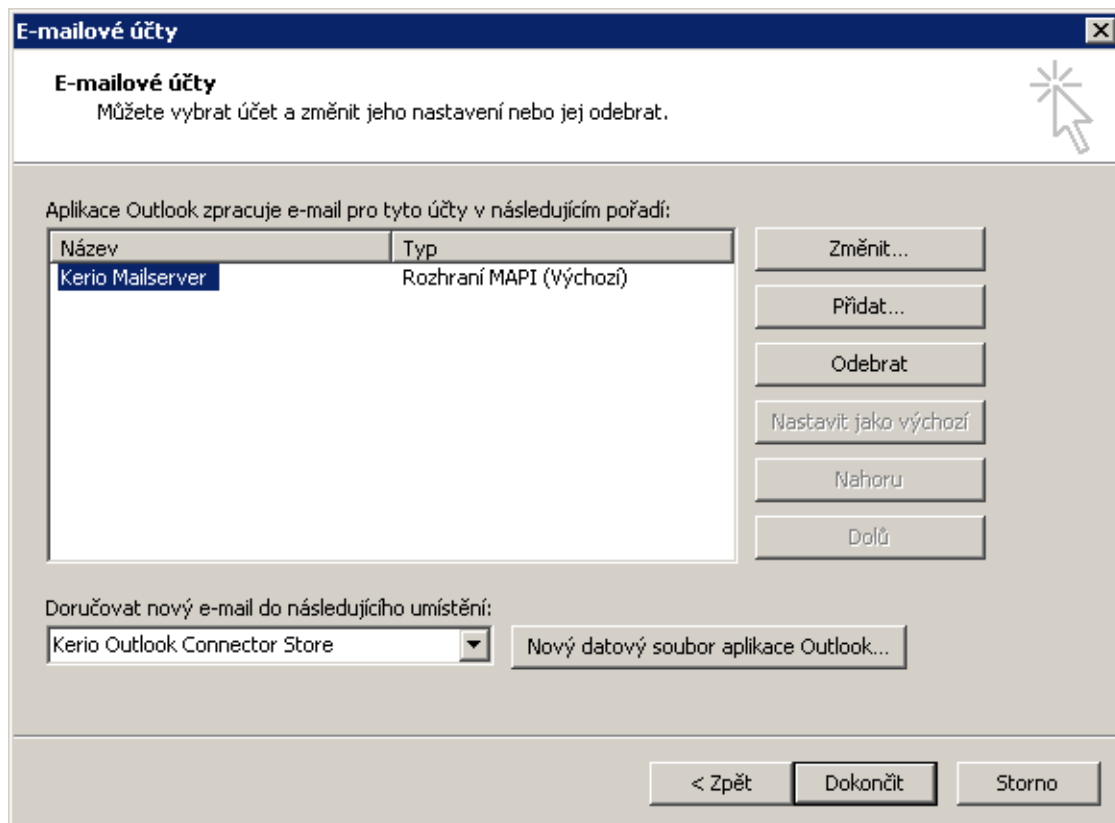 E-mailové účty
E-mailové účty
Můžete vybrat účet a změnit jeho nastavení nebo jej odebrat.
Aplikace Outlook zpracuje e-mail pro tyto účty v následujícím pořadí:
Název Typ
Kerio Mailserver Rozhraní MAPI (Výchozí)
Změnit...
Přidat...
Odebrat
Nastavit jako výchozí
Nahoru
Dolů
Doručovat nový e-mail do následujícího umístění:
Kerio Outlook Connector Store Nový datový soubor aplikace Outlook...
< Zpět Dokončit Storno